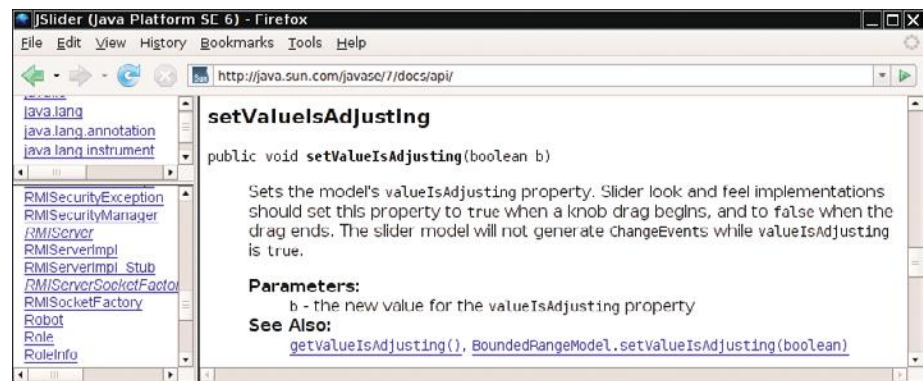 JSlider (Java Platform SE 6) - Firefox
File Edit View History Bookmarks Tools Help
http://java.sun.com/javase/7/docs/api/
java.lang
java.lang.annotation
java.lang.instrument
RMISecurityException
RMISecurityManager
RMIServer
RMIServerImpl
RMIServerImpl_Stub
RMIServerSocketFactor
RMISocketFactory
Robot
Role
RoleInfo
setValueIsAdjusting
public void setValueIsAdjusting(boolean b)
Sets the model's valueIsAdjusting property. Slider look and feel implementations
should set this property to true when a knob drag begins, and to false when the
drag ends. The slider model will not generate ChangeEvents while valueIsAdjusting
is true.
Parameters:
b - the new value for the valueIsAdjusting property
See Also:
getValueIsAdjusting(), BoundedRangeModel.setValueIsAdjusting(boolean)